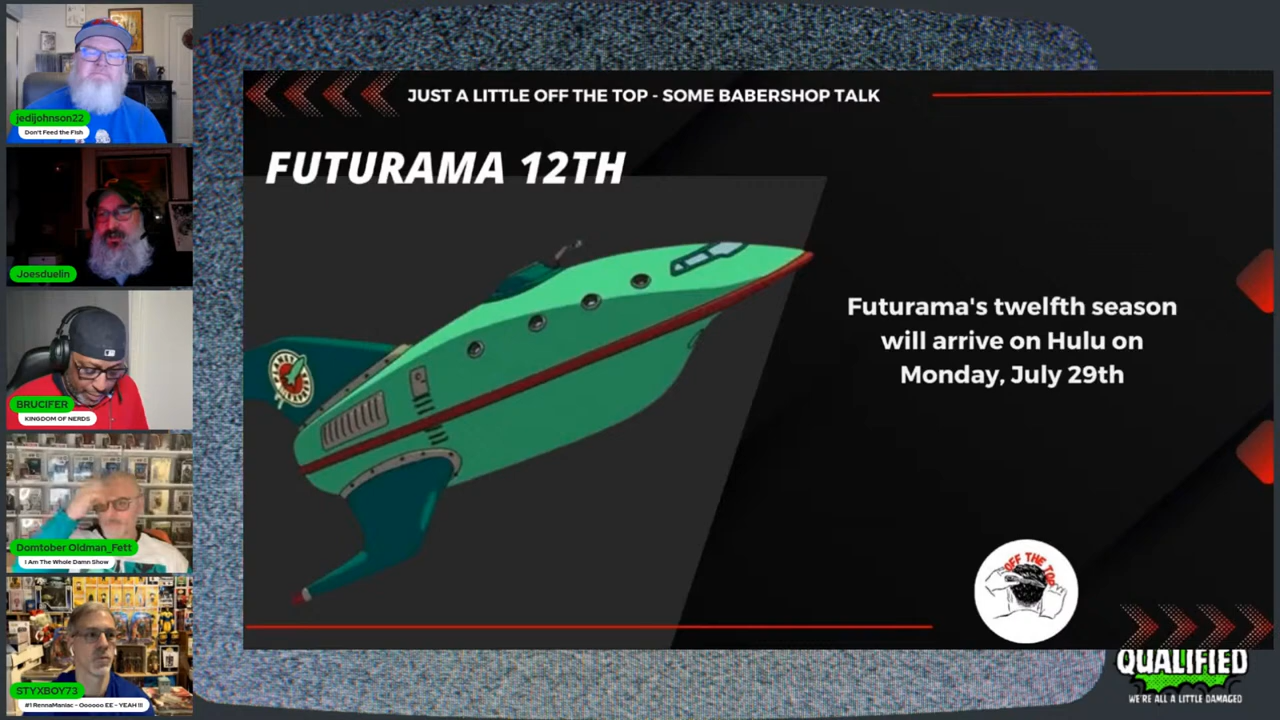 jedijohnson22
Don't Feed the Fish
Joesduelin
BRUCIFER
KINGDOM OF NERDS
Domtober Oldman_Fett
I Am The Whole Damn Show
STYXBOY73
#1 RennaManiac - Oooooo EE - YEAH !!!
JUST A LITTLE OFF THE TOP - SOME BABERSHOP TALK
FUTURAMA 12TH
PLANET EXPRESS
Futurama's twelfth season
will arrive on Hulu on
Monday, July 29th
OFF THE TOP
QUALIFIED
WE'RE ALL A LITTLE DAMAGED